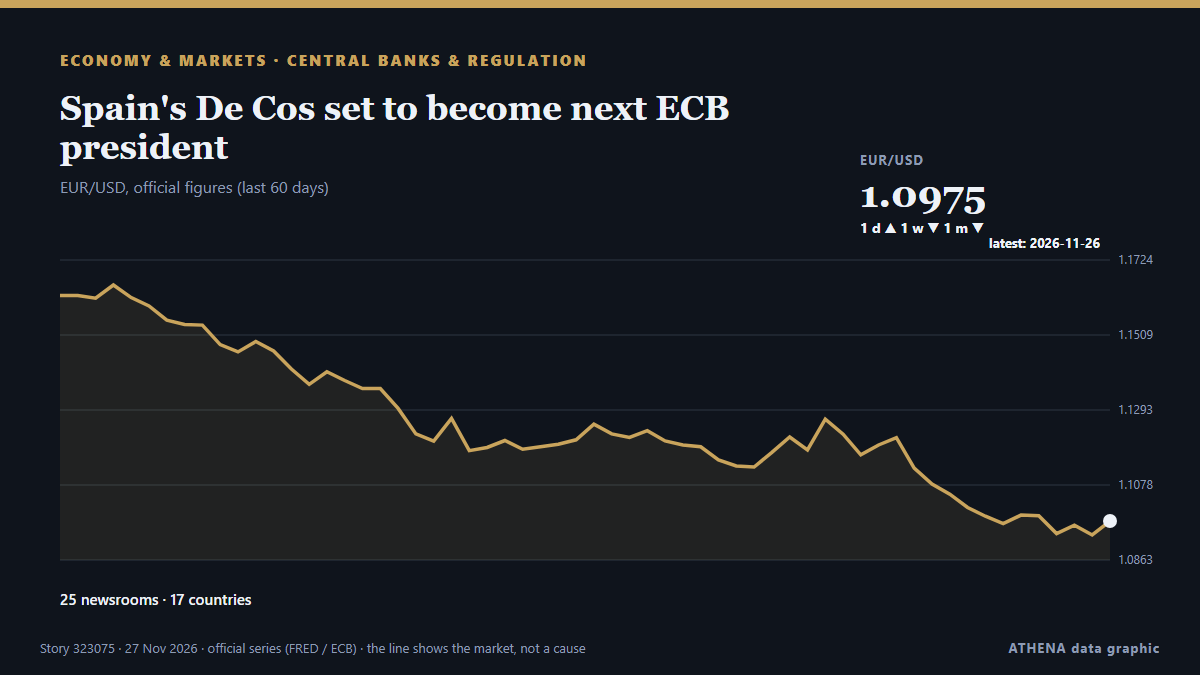 ECONOMY & MARKETS · CENTRAL BANKS & REGULATION
Spain's De Cos set to become next ECB
president
EUR/USD, official figures (last 60 days)
EUR/USD
1.0975
1 d ▲ 1 w ▼ 1 m ▼
latest: 2026-11-26
1.1724
1.1509
1.1293
1.1078
1.0863
25 newsrooms · 17 countries
Story 323075 · 27 Nov 2026 · official series (FRED / ECB) · the line shows the market, not a cause
ATHENA data graphic